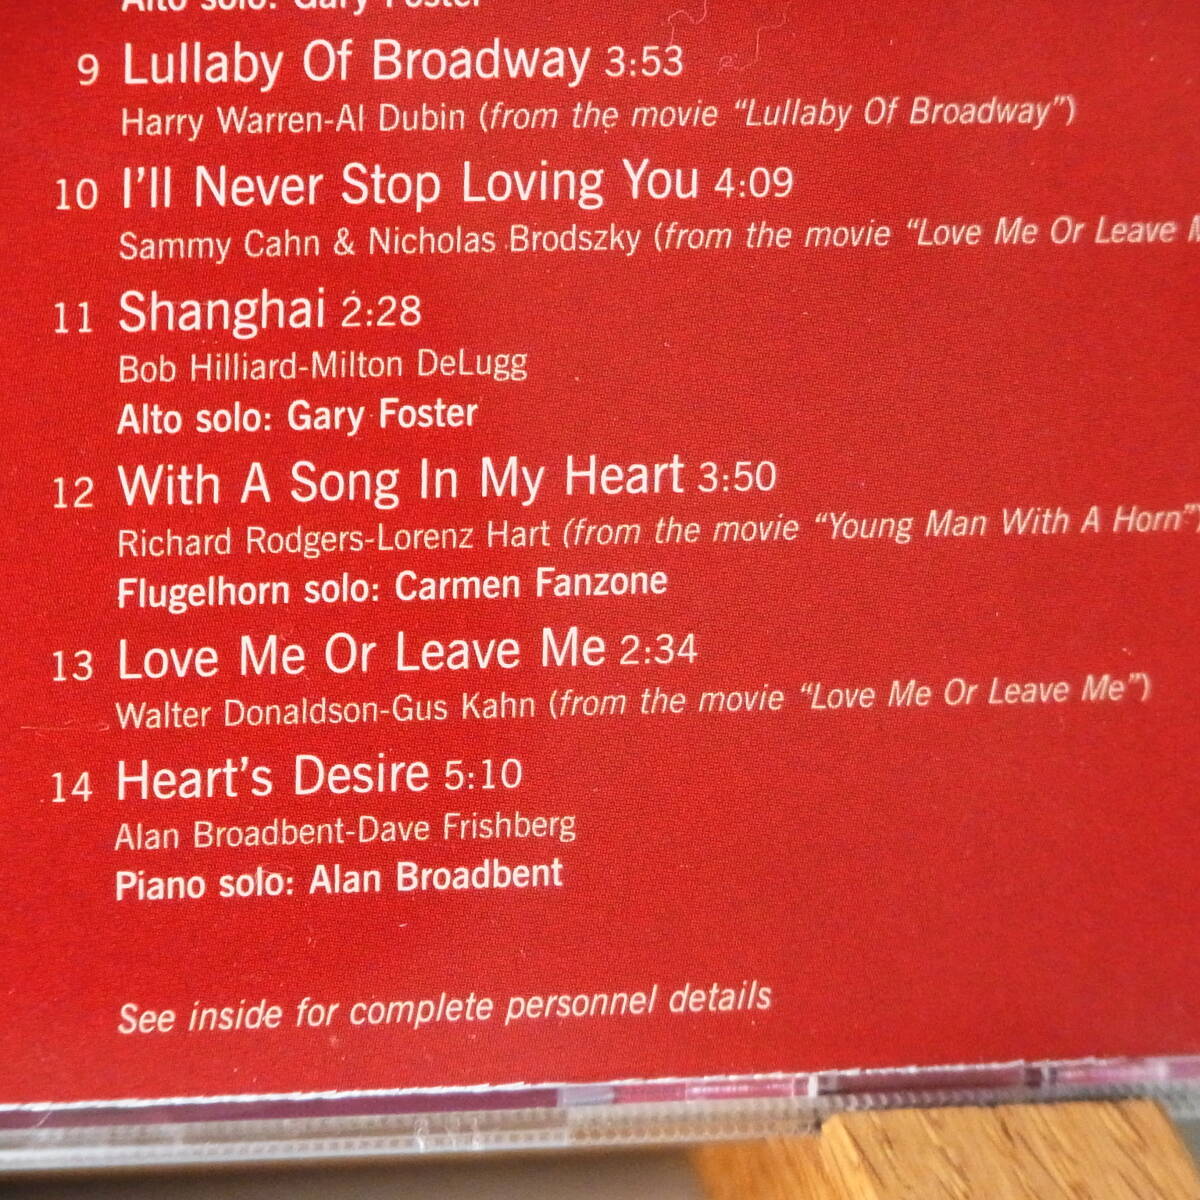 Alto solo: Gary Foster
9 Lullaby Of Broadway 3:53
Harry Warren-Al Dubin (from the movie “Lullaby Of Broadway”)
10 I’ll Never Stop Loving You 4:09
Sammy Cahn & Nicholas Brodszky (from the movie “Love Me Or Leave
11 Shanghai 2:28
Bob Hilliard-Milton DeLugg
Alto solo: Gary Foster
12 With A Song In My Heart 3:50
Richard Rodgers-Lorenz Hart (from the movie “Young Man With A Horn”
Flugelhorn solo: Carmen Fanzone
13 Love Me Or Leave Me 2:34
Walter Donaldson-Gus Kahn (from the movie “Love Me Or Leave Me”)
14 Heart’s Desire 5:10
Alan Broadbent-Dave Frishberg
Piano solo: Alan Broadbent
See inside for complete personnel details